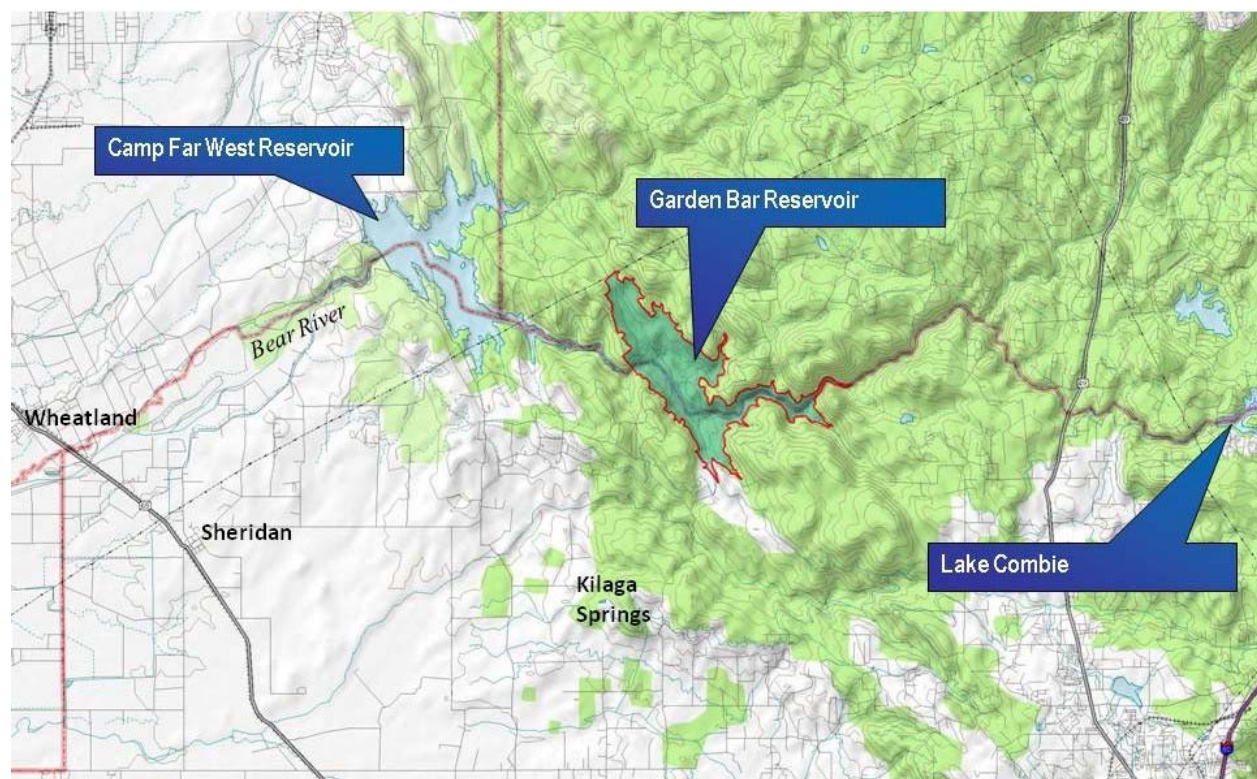 Camp Far West Reservoir
Garden Bar Reservoir
Bear River
Wheatland
Sheridan
Kilaga
Springs
Lake Combie